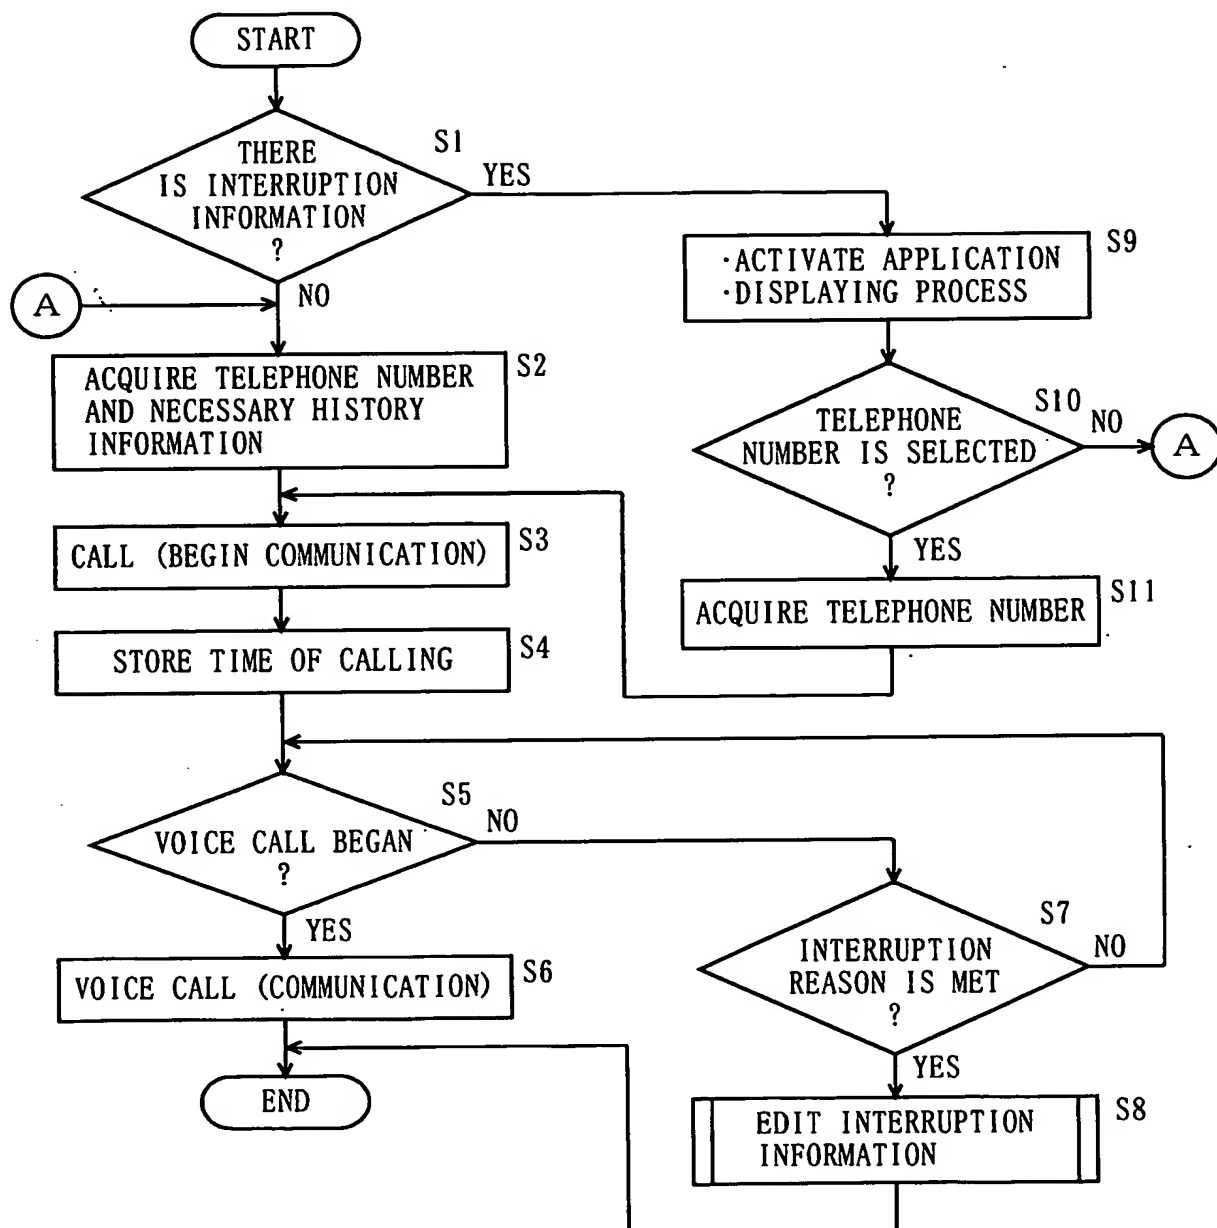 START
S1
THERE
IS INTERRUPTION
INFORMATION
?
YES
NO
A
S9
·ACTIVATE APPLICATION
·DISPLAYING PROCESS
S2
ACQUIRE TELEPHONE NUMBER
AND NECESSARY HISTORY
INFORMATION
S10
TELEPHONE
NUMBER IS SELECTED
?
NO
A
YES
S3
CALL (BEGIN COMMUNICATION)
S11
ACQUIRE TELEPHONE NUMBER
S4
STORE TIME OF CALLING
S5
VOICE CALL BEGAN
?
NO
YES
S7
INTERRUPTION
REASON IS MET
?
NO
YES
S6
VOICE CALL (COMMUNICATION)
END
S8
EDIT INTERRUPTION
INFORMATION